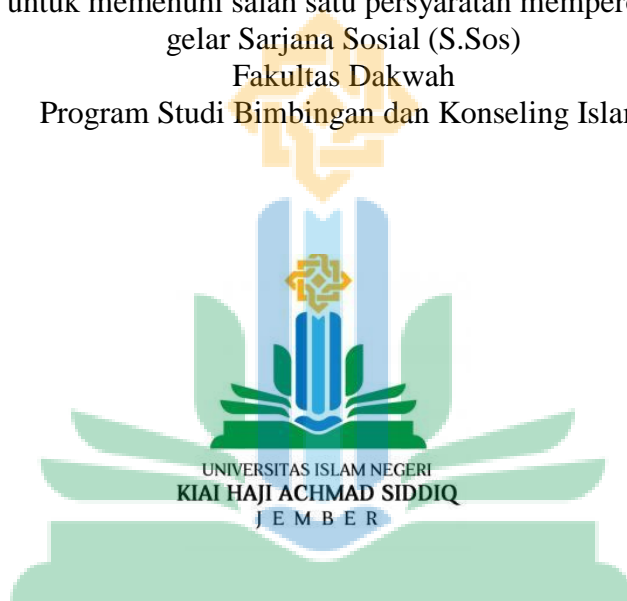 untuk memenuhi salah satu persyaratan
gelar Sarjana Sosial (S.Sos)
Fakultas Dakwah
Program Studi Bimbingan dan Konseling
UNIVERSITAS ISLAM NEGERI
KIAI HAJI ACHMAD SIDDIQ
JEMBER